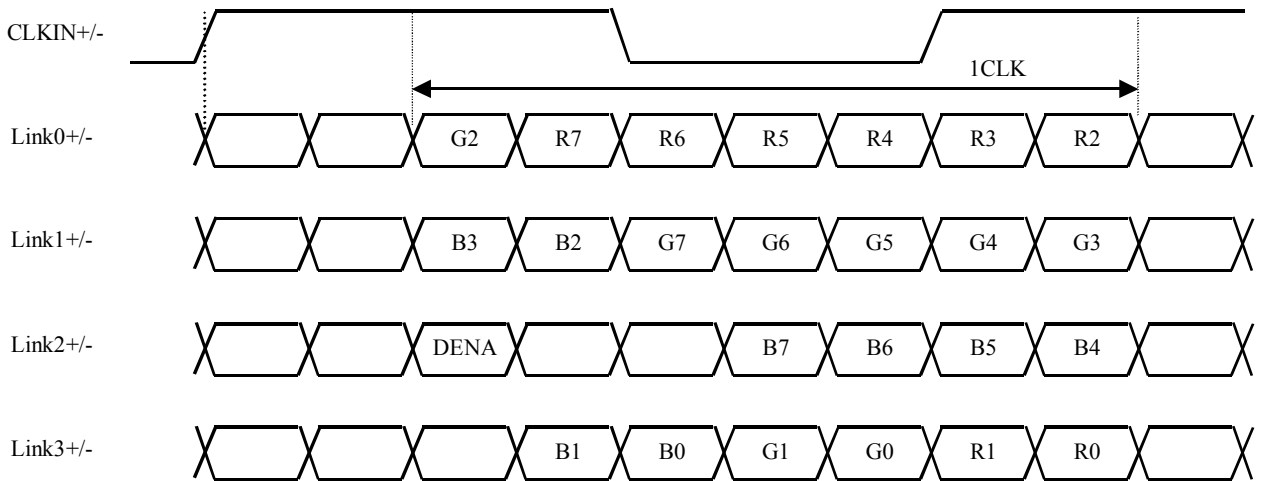 CLKIN+/-
1CLK
Link0+/- G2 R7 R6 R5 R4 R3 R2
Link1+/- B3 B2 G7 G6 G5 G4 G3
Link2+/- DENA B7 B6 B5 B4
Link3+/- B1 B0 G1 G0 R1 R0